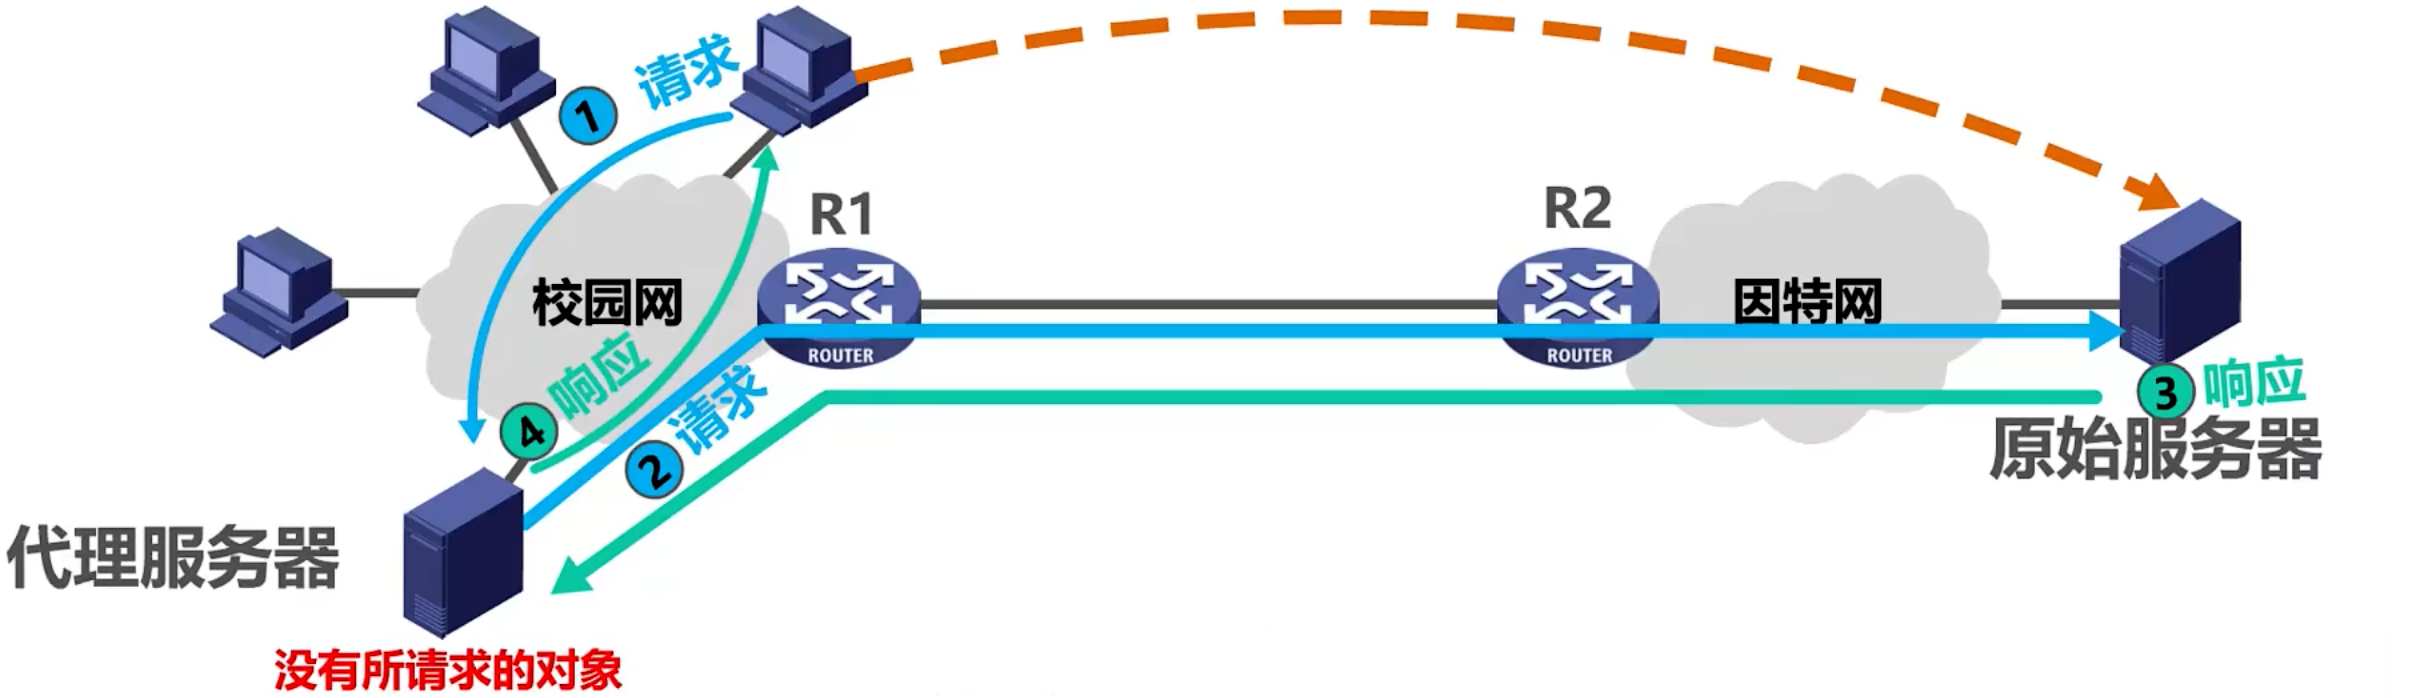 请求
1
R1
R2
校园网
因特网
ROUTER
ROUTER
响应
4
请求
2
3
响应
原始服务器
代理服务器
没有所请求的对象